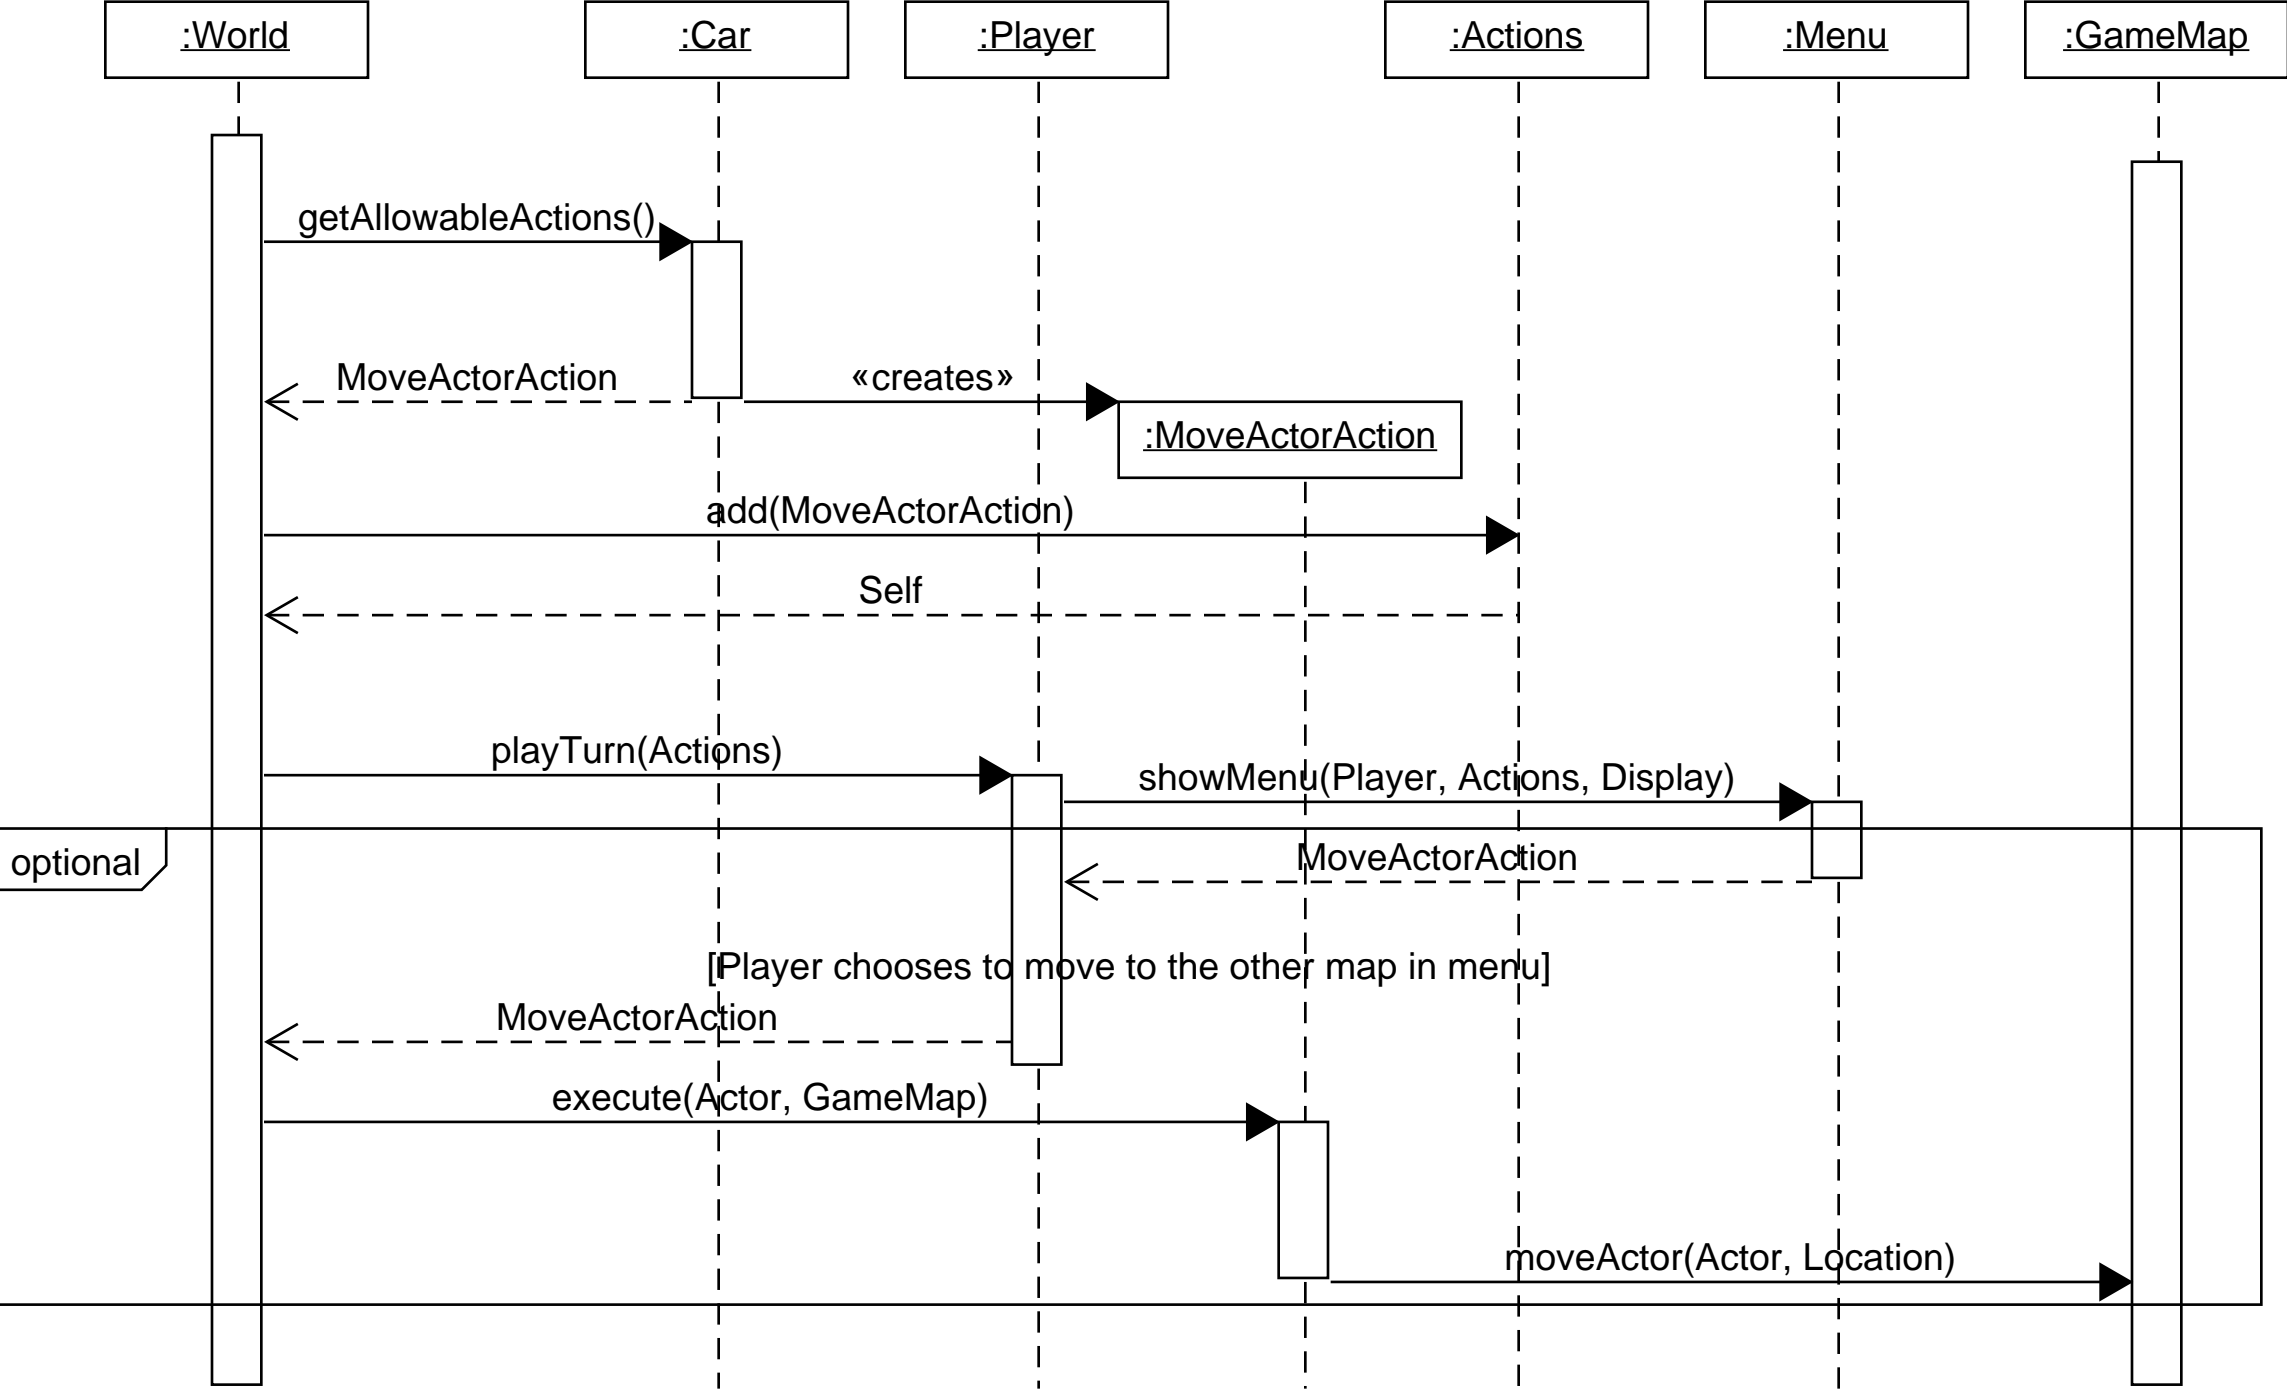 :World
:Car
:Player
:Actions
:Menu
:GameMap
getAllowableActions()
MoveActorAction
«creates»
:MoveActorAction
add(MoveActorAction)
Self
playTurn(Actions)
showMenu(Player, Actions, Display)
optional
MoveActorAction
[Player chooses to move to the other map in menu]
MoveActorAction
execute(Actor, GameMap)
moveActor(Actor, Location)